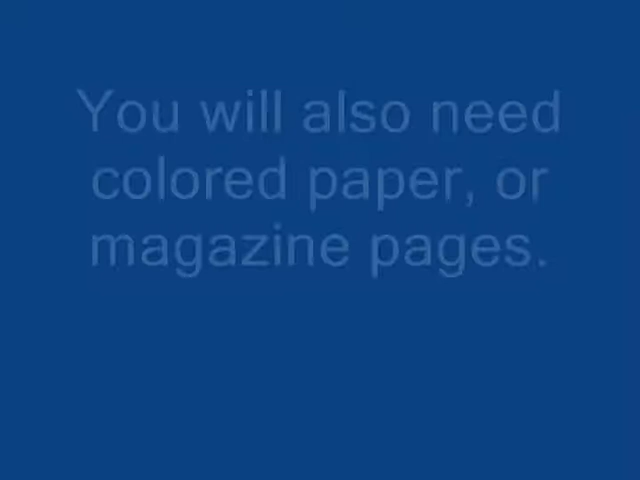 You will also need
colored paper, or
magazine pages.